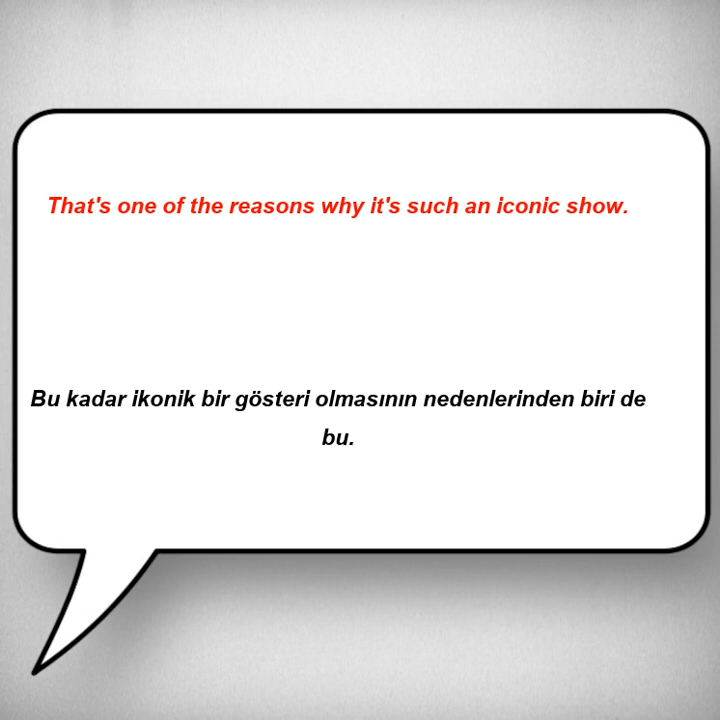 That's one of the reasons why it's such an iconic show.
Bu kadar ikonik bir gösteri olmasının nedenlerinden biri de
bu.